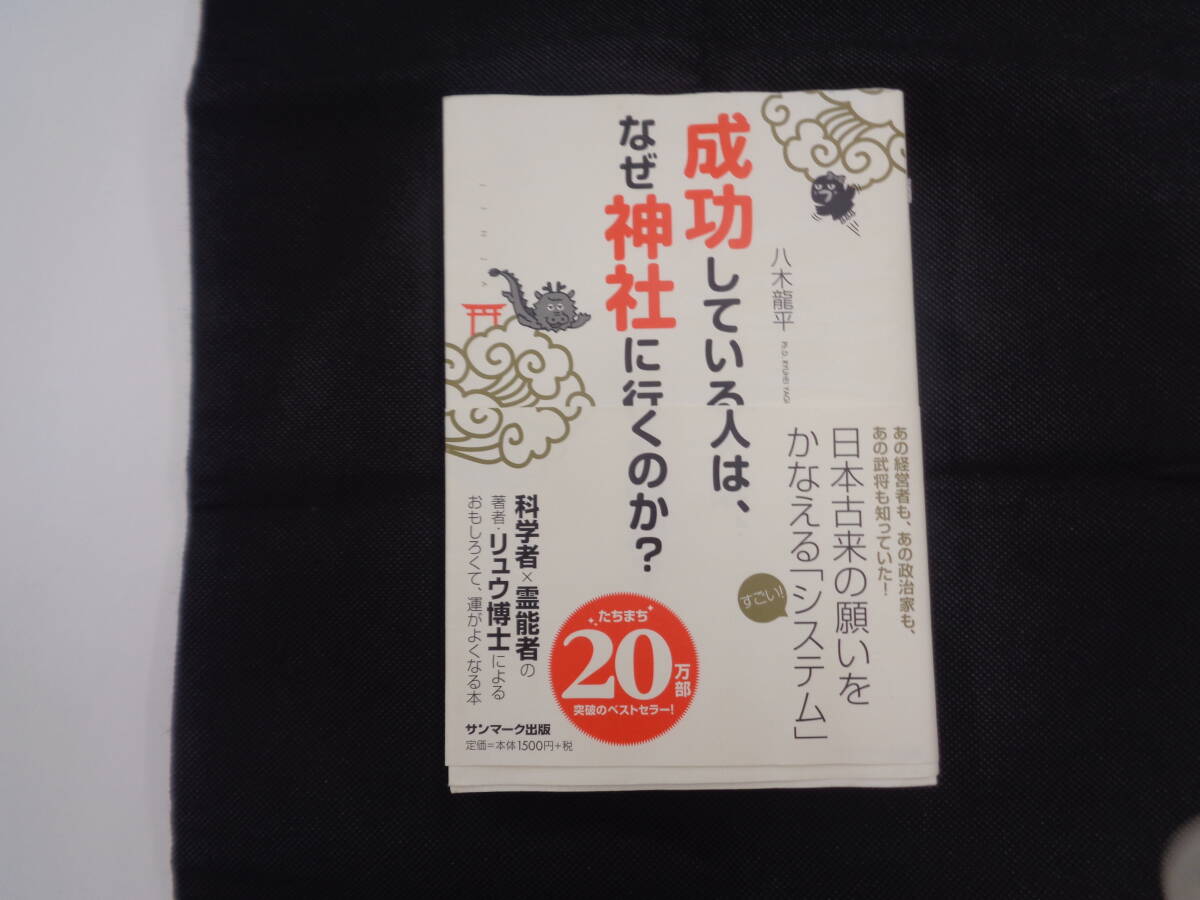 成功している人は、
なぜ神社に行くのか?
JINJA
八木龍平
Ph.D. RYUHEI YAGI
あの経営者も、あの政治家も、
あの武将も知っていた!
日本古来の願いを
かなえる「システム」
すごい!
たちまち
20万部
突破のベストセラー!
科学者×霊能者の
著者・リュウ博士による
おもしろくて、運がよくなる本
サンマーク出版
定価=本体1500円+税